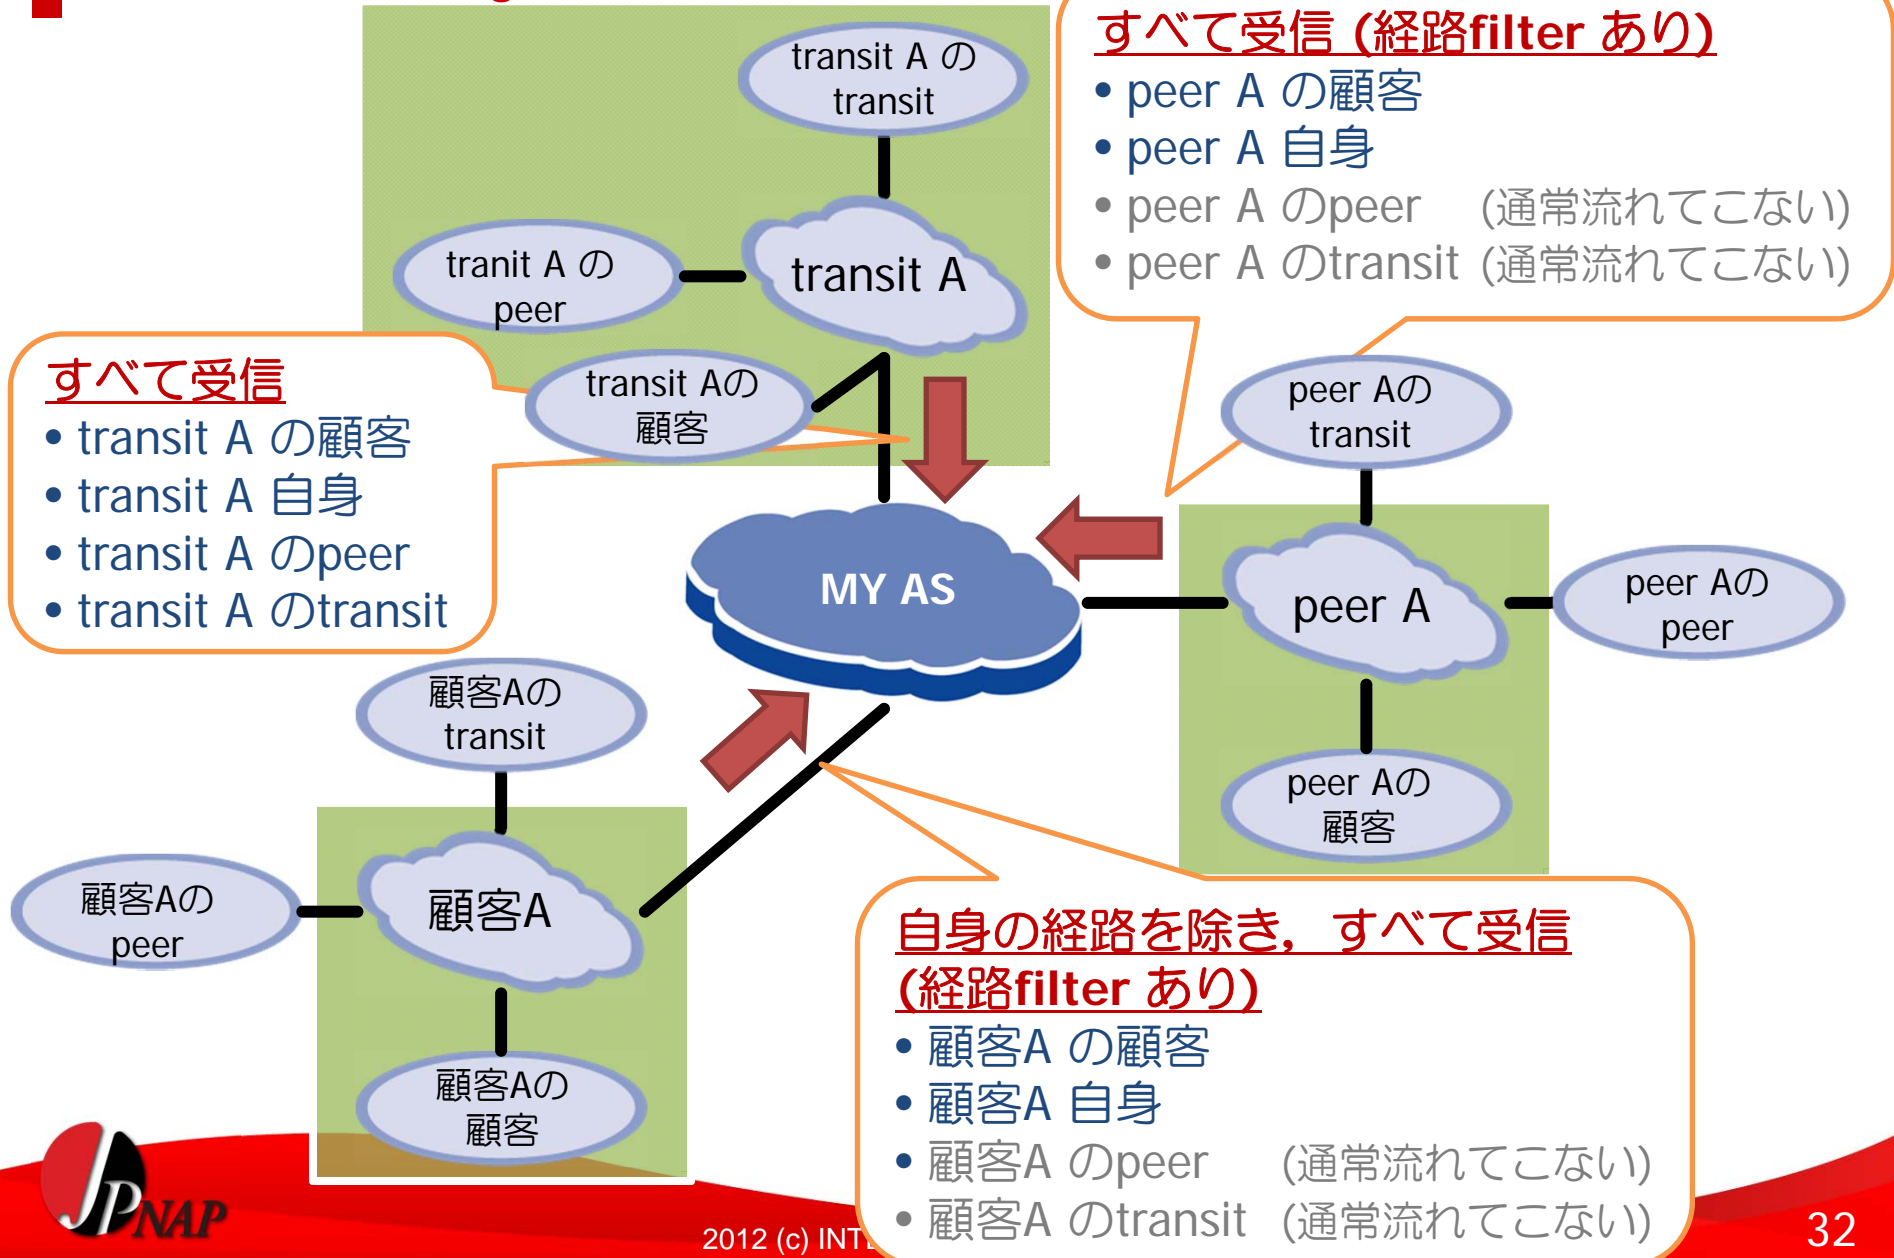 transit A の
transit
tranit A の
peer
transit A
transit Aの
顧客
すべて受信 (経路filter あり)
• peer A の顧客
• peer A 自身
• peer A のpeer (通常流れてこない)
• peer A のtransit (通常流れてこない)
すべて受信
• transit A の顧客
• transit A 自身
• transit A のpeer
• transit A のtransit
peer Aの
transit
MY AS
peer A
peer Aの
peer
peer Aの
顧客
顧客Aの
transit
顧客Aの
peer
顧客A
顧客Aの
顧客
自身の経路を除き，すべて受信
(経路filter あり)
• 顧客A の顧客
• 顧客A 自身
• 顧客A のpeer (通常流れてこない)
• 顧客A のtransit (通常流れてこない)
JPNAP
2012 (c) INT
32